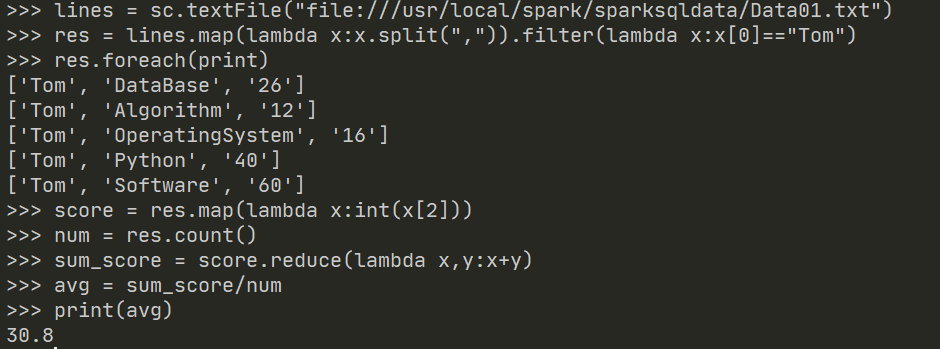 >>> lines = sc.textFile("file:///usr/local/spark/sparksqldata/Data01.txt")
>>> res = lines.map(lambda x:x.split(",")).filter(lambda x:x[0]=="Tom")
>>> res.foreach(print)
['Tom', 'DataBase', '26']
['Tom', 'Algorithm', '12']
['Tom', 'OperatingSystem', '16']
['Tom', 'Python', '40']
['Tom', 'Software', '60']
>>> score = res.map(lambda x:int(x[2]))
>>> num = res.count()
>>> sum_score = score.reduce(lambda x,y:x+y)
>>> avg = sum_score/num
>>> print(avg)
30.8